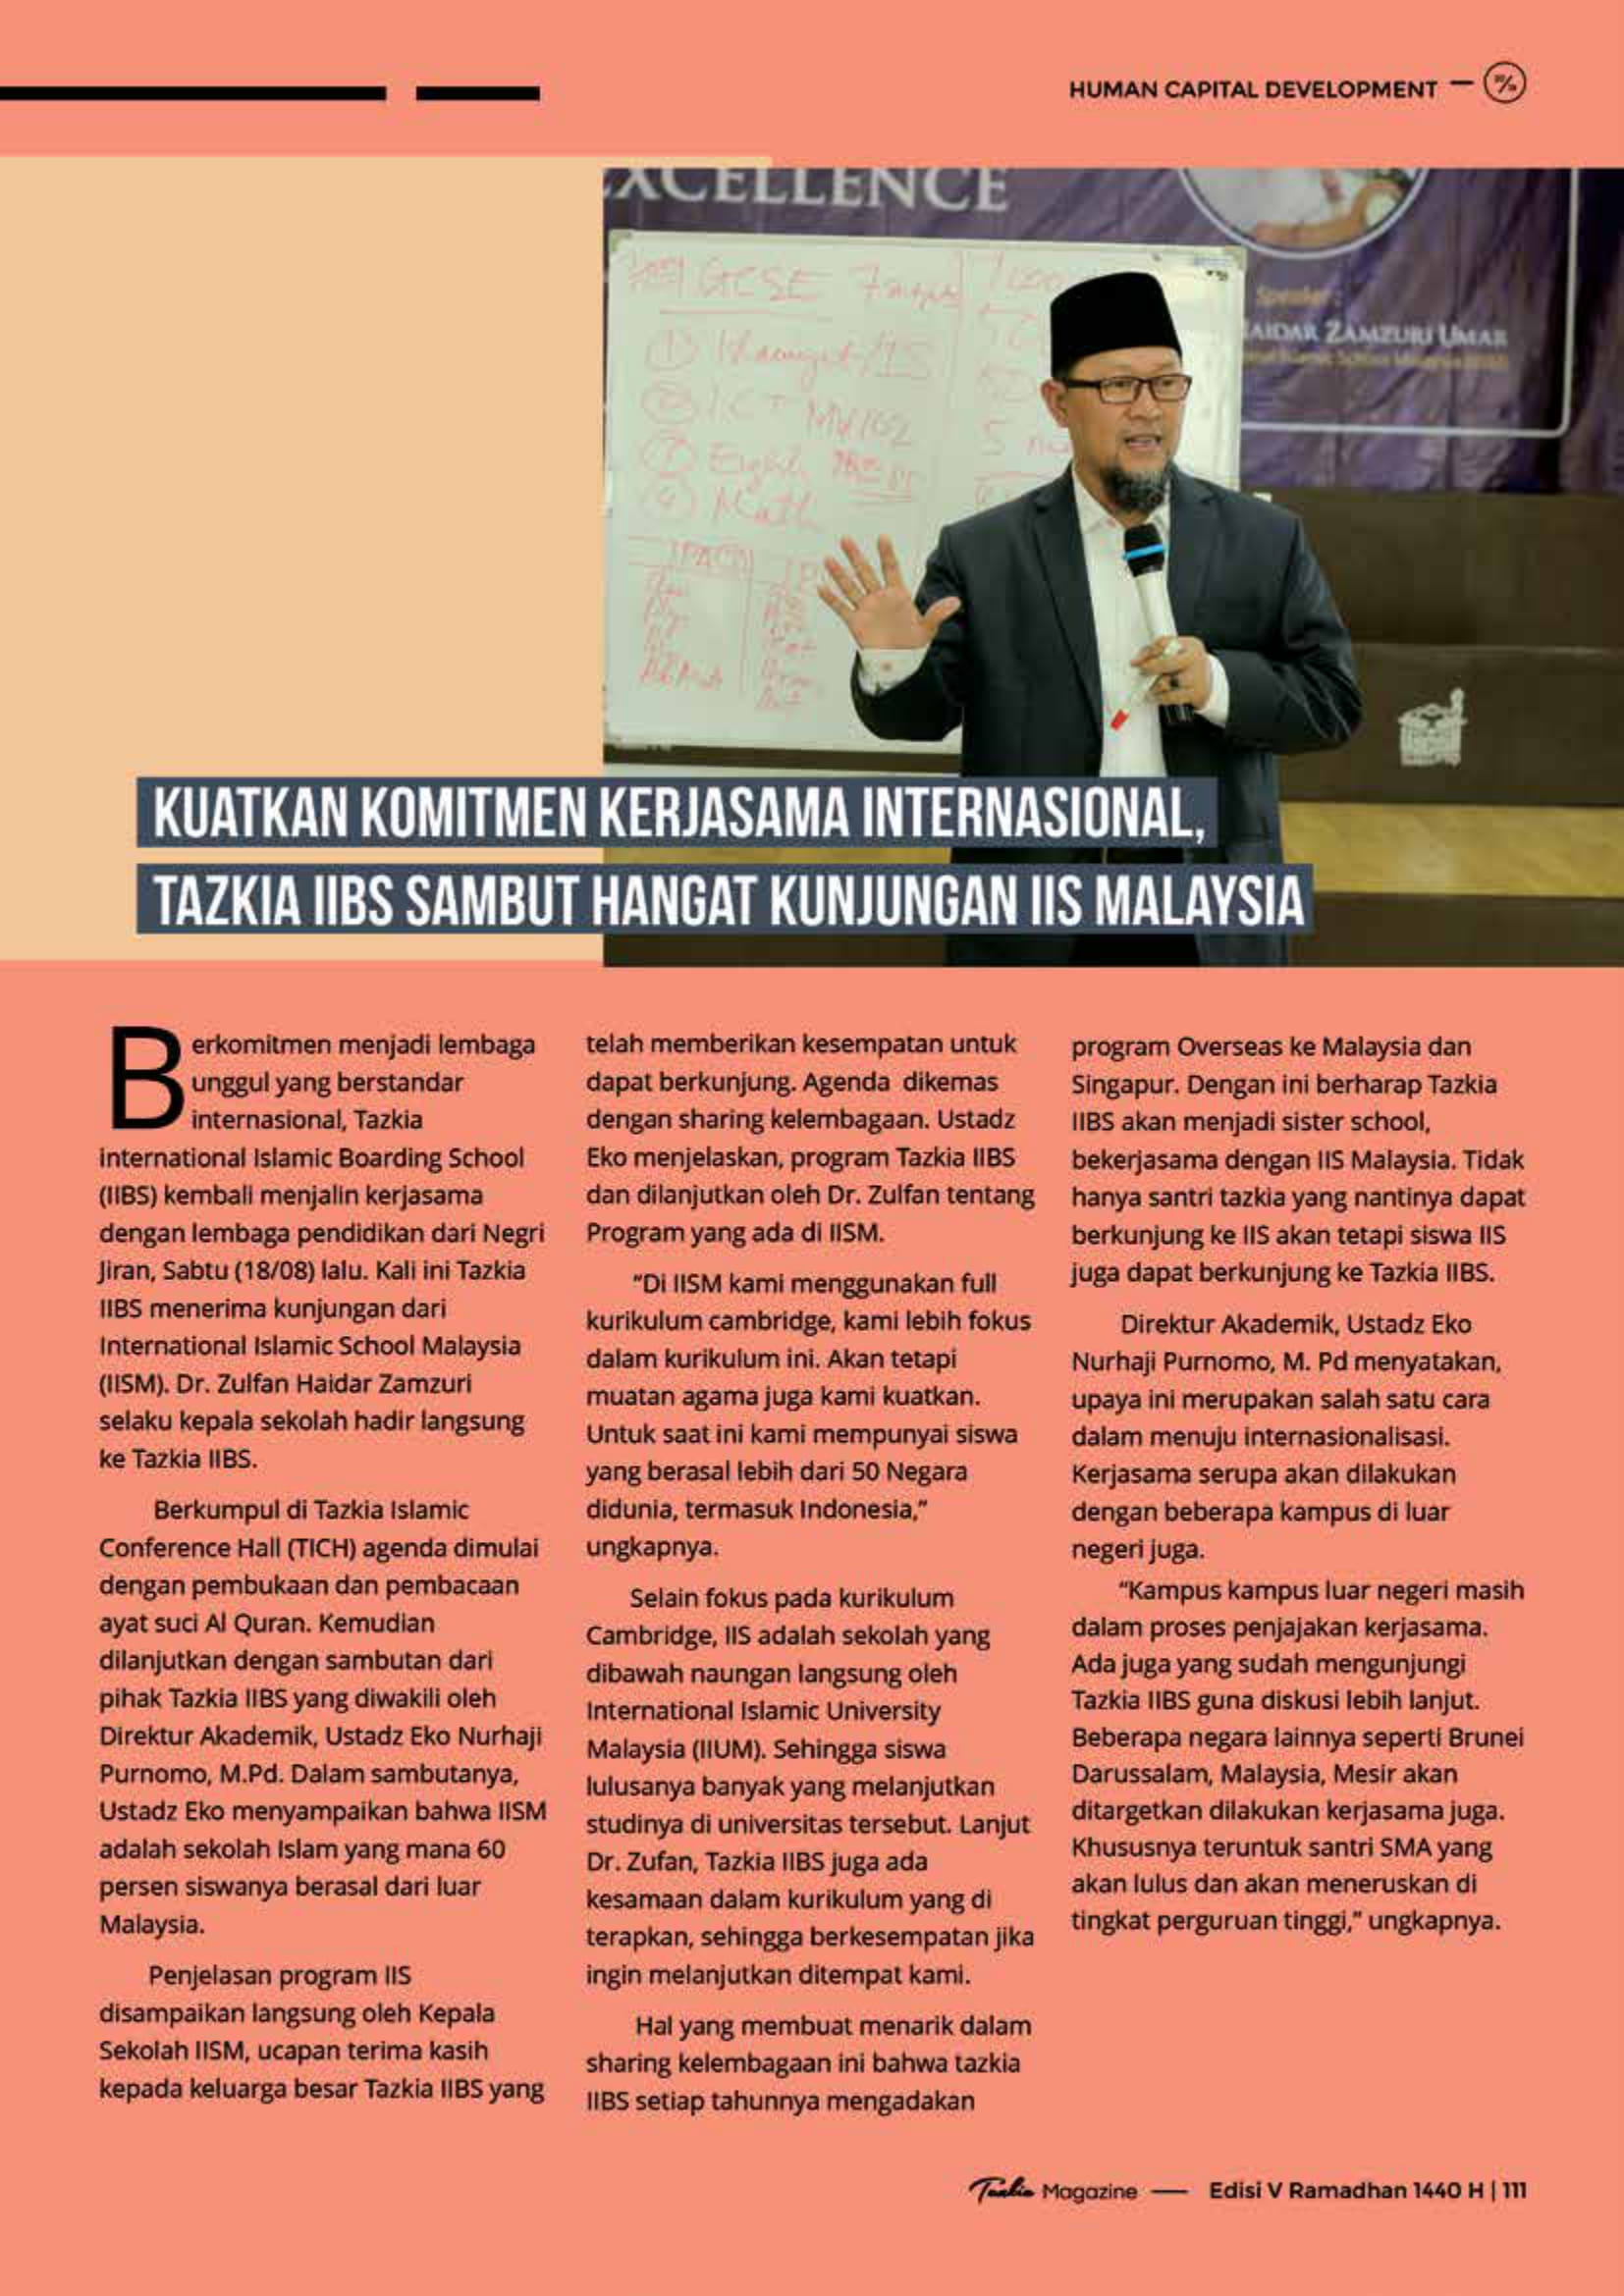 HUMAN CAPITAL DEVELOPMENT
XCELLENCE
Speaker :
HAIDAR ZAMZURI UMAR
IGCSE
ICT
English
④ Math
KUATKAN KOMITMEN KERJASAMA INTERNASIONAL,
TAZKIA IIBS SAMBUT HANGAT KUNJUNGAN IIS MALAYSIA
Berkomitmen menjadi lembaga
unggul yang berstandar
internasional, Tazkia
international Islamic Boarding School
(IIBS) kembali menjalin kerjasama
dengan lembaga pendidikan dari Negri
Jiran, Sabtu (18/08) lalu. Kali ini Tazkia
IIBS menerima kunjungan dari
International Islamic School Malaysia
(IISM). Dr. Zulfan Haidar Zamzuri
selaku kepala sekolah hadir langsung
ke Tazkia IIBS.
Berkumpul di Tazkia Islamic
Conference Hall (TICH) agenda dimulai
dengan pembukaan dan pembacaan
ayat suci Al Quran. Kemudian
dilanjutkan dengan sambutan dari
pihak Tazkia IIBS yang diwakili oleh
Direktur Akademik, Ustadz Eko Nurhaji
Purnomo, M.Pd. Dalam sambutanya,
Ustadz Eko menyampaikan bahwa IISM
adalah sekolah Islam yang mana 60
persen siswanya berasal dari luar
Malaysia.
Penjelasan program IIS
disampaikan langsung oleh Kepala
Sekolah IISM, ucapan terima kasih
kepada keluarga besar Tazkia IIBS yang
telah memberikan kesempatan untuk
dapat berkunjung. Agenda dikemas
dengan sharing kelembagaan. Ustadz
Eko menjelaskan, program Tazkia IIBS
dan dilanjutkan oleh Dr. Zulfan tentang
Program yang ada di IISM.
"Di IISM kami menggunakan full
kurikulum cambridge, kami lebih fokus
dalam kurikulum ini. Akan tetapi
muatan agama juga kami kuatkan.
Untuk saat ini kami mempunyai siswa
yang berasal lebih dari 50 Negara
didunia, termasuk Indonesia,"
ungkapnya.
Selain fokus pada kurikulum
Cambridge, IIS adalah sekolah yang
dibawah naungan langsung oleh
International Islamic University
Malaysia (IIUM). Sehingga siswa
lulusanya banyak yang melanjutkan
studinya di universitas tersebut. Lanjut
Dr. Zufan, Tazkia IIBS juga ada
kesamaan dalam kurikulum yang di
terapkan, sehingga berkesempatan jika
ingin melanjutkan ditempat kami.
Hal yang membuat menarik dalam
sharing kelembagaan ini bahwa tazkia
IIBS setiap tahunnya mengadakan
program Overseas ke Malaysia dan
Singapur. Dengan ini berharap Tazkia
IIBS akan menjadi sister school,
bekerjasama dengan IIS Malaysia. Tidak
hanya santri tazkia yang nantinya dapat
berkunjung ke IIS akan tetapi siswa IIS
juga dapat berkunjung ke Tazkia IIBS.
Direktur Akademik, Ustadz Eko
Nurhaji Purnomo, M. Pd menyatakan,
upaya ini merupakan salah satu cara
dalam menuju internasionalisasi.
Kerjasama serupa akan dilakukan
dengan beberapa kampus di luar
negeri juga.
"Kampus kampus luar negeri masih
dalam proses penjajakan kerjasama.
Ada juga yang sudah mengunjungi
Tazkia IIBS guna diskusi lebih lanjut.
Beberapa negara lainnya seperti Brunei
Darussalam, Malaysia, Mesir akan
ditargetkan dilakukan kerjasama juga.
Khususnya teruntuk santri SMA yang
akan lulus dan akan meneruskan di
tingkat perguruan tinggi," ungkapnya.
Tazkia Magazine — Edisi V Ramadhan 1440 H | 111